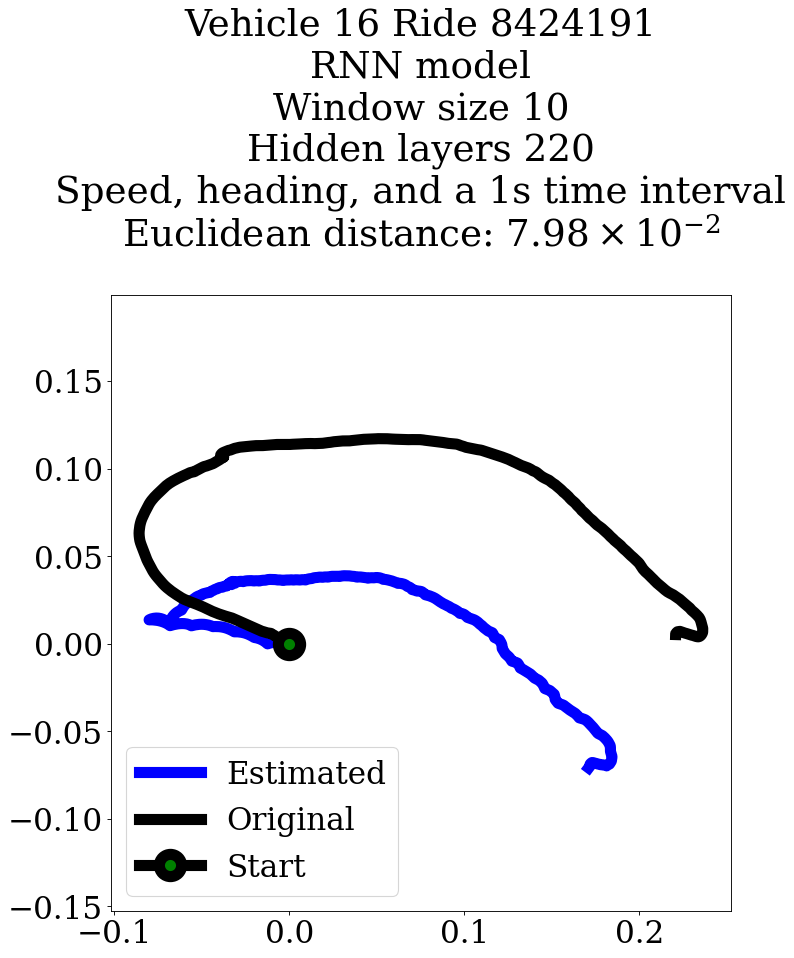 Vehicle 16 Ride 8424191
RNN model
Window size 10
Hidden layers 220
Speed, heading, and a 1s time interval
Euclidean distance: 7.98 × 10⁻²
0.15
0.10
0.05
0.00
−0.05
−0.10
−0.15
Estimated
Original
Start
−0.1 0.0 0.1 0.2